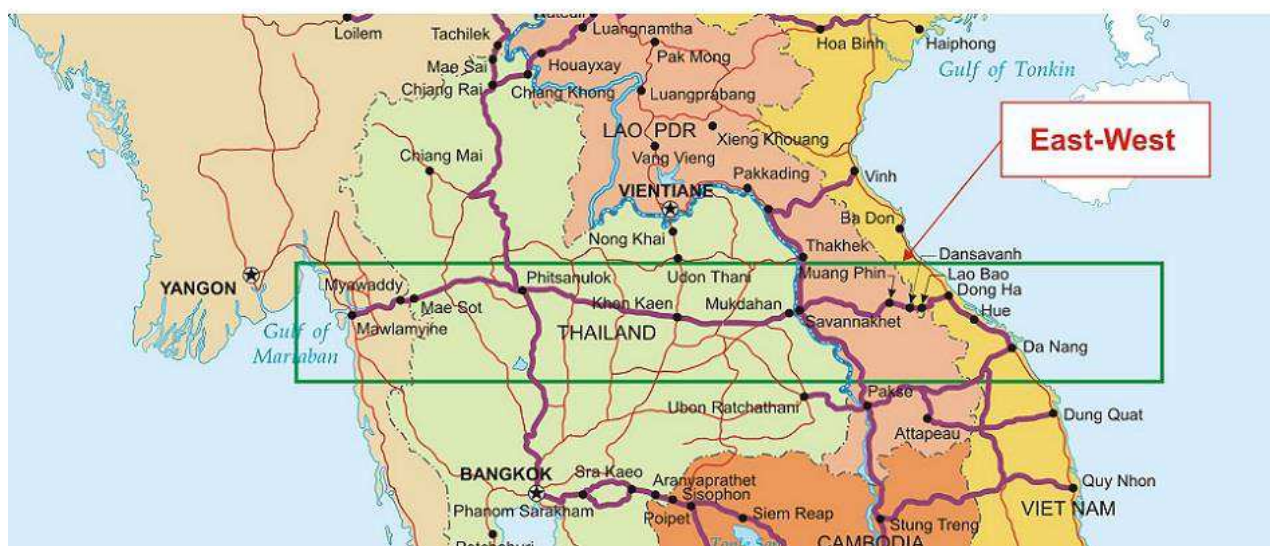 Loilem
Tachilek
Luangnamtha
Hoa Binh
Haiphong
Pak Mong
Mae Sai
Houayxay
Gulf of Tonkin
Chiang Rai
Chiang Khong
Luangprabang
LAO PDR
Xieng Khouang
East-West
Chiang Mai
Vang Vieng
Pakkading
Vinh
VIENTIANE
Ba Don
Nong Khai
Thakhek
Dansavanh
Udon Thani
Muang Phin
Lao Bao
YANGON
Myawaddy
Phitsanulok
Dong Ha
Mae Sot
Khon Kaen
Mukdahan
Savannakhet
Hue
Gulf of
Martaban
Mawlamyine
THAILAND
Da Nang
Ubon Ratchathani
Pakse
Dung Quat
Attapeau
BANGKOK
Sra Kaeo
Aranyaprathet
Sisophon
Quy Nhon
Phanom Sarakham
Poipet
Siem Reap
Stung Treng
VIET NAM
CAMBODIA